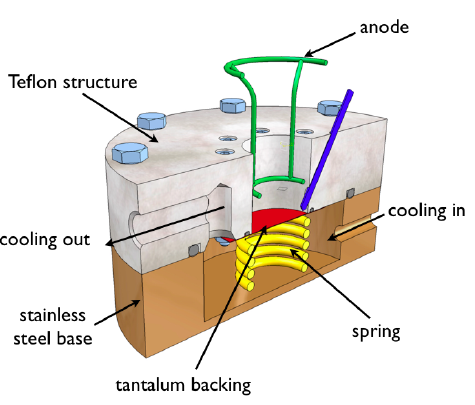 anode
Teflon structure
cooling in
cooling out
stainless
steel base
spring
tantalum backing